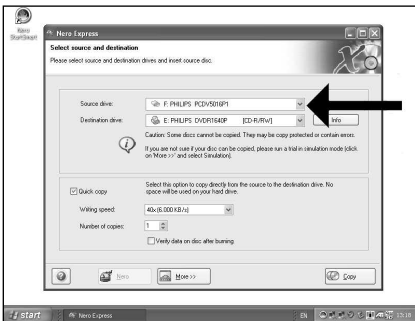 Nero
StartSmart
Nero Express
Select source and destination
Please select source and destination drives and insert source disc.
Source drive:
F: PHILIPS PCDV5016P1
Destination drive:
E: PHILIPS DVDR1640P [CD-R/RW]
Info
Caution: Some discs cannot be copied. They may be copy protected or contain errors.
If you are not sure if your disc can be copied, please run a trial in simulation mode (click
on 'More >>' and select Simulation).
Quick copy
Select this option to copy directly from the source to the destination drive. No
space will be used on your hard drive.
Writing speed:
40x (6.000 KB/s)
Number of copies:
1
Verify data on disc after burning
Nero
More >>
Copy
start
Nero Express
EN
13:18